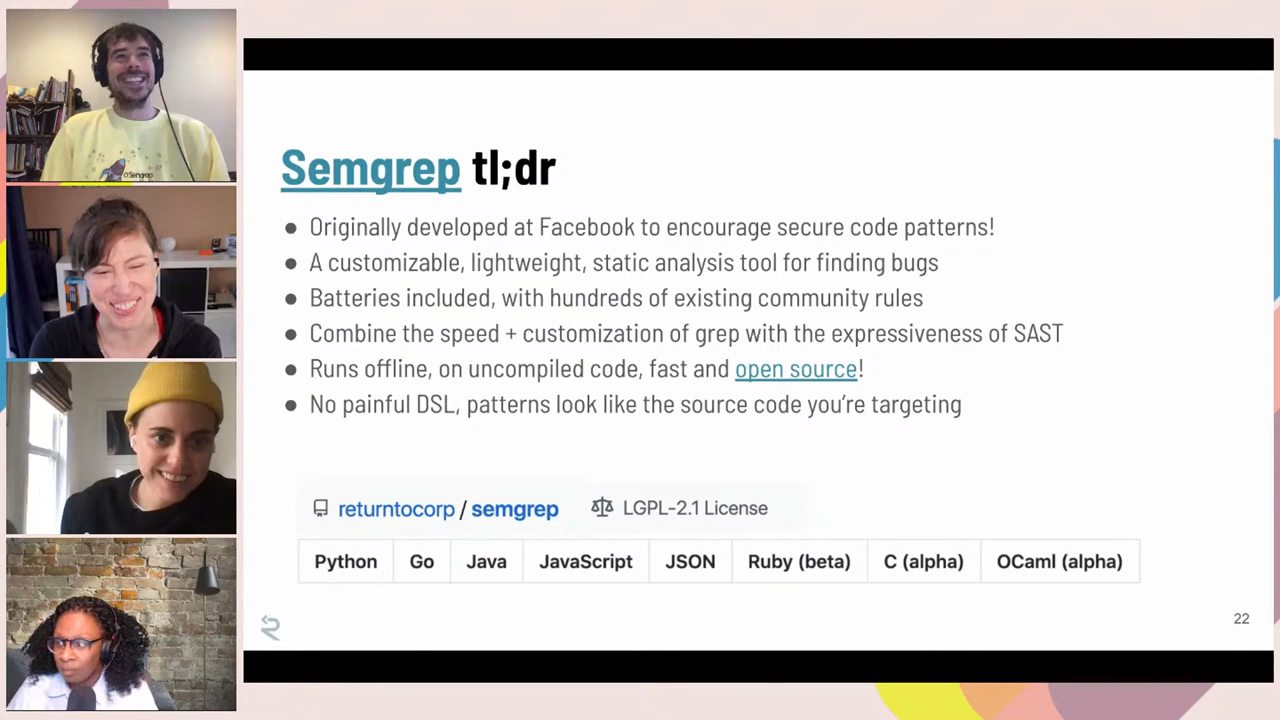 Semgrep
Semgrep tl;dr
● Originally developed at Facebook to encourage secure code patterns!
● A customizable, lightweight, static analysis tool for finding bugs
● Batteries included, with hundreds of existing community rules
● Combine the speed + customization of grep with the expressiveness of SAST
● Runs offline, on uncompiled code, fast and open source!
● No painful DSL, patterns look like the source code you’re targeting
returntocorp / semgrep LGPL-2.1 License
Python Go Java JavaScript JSON Ruby (beta) C (alpha) OCaml (alpha)
22